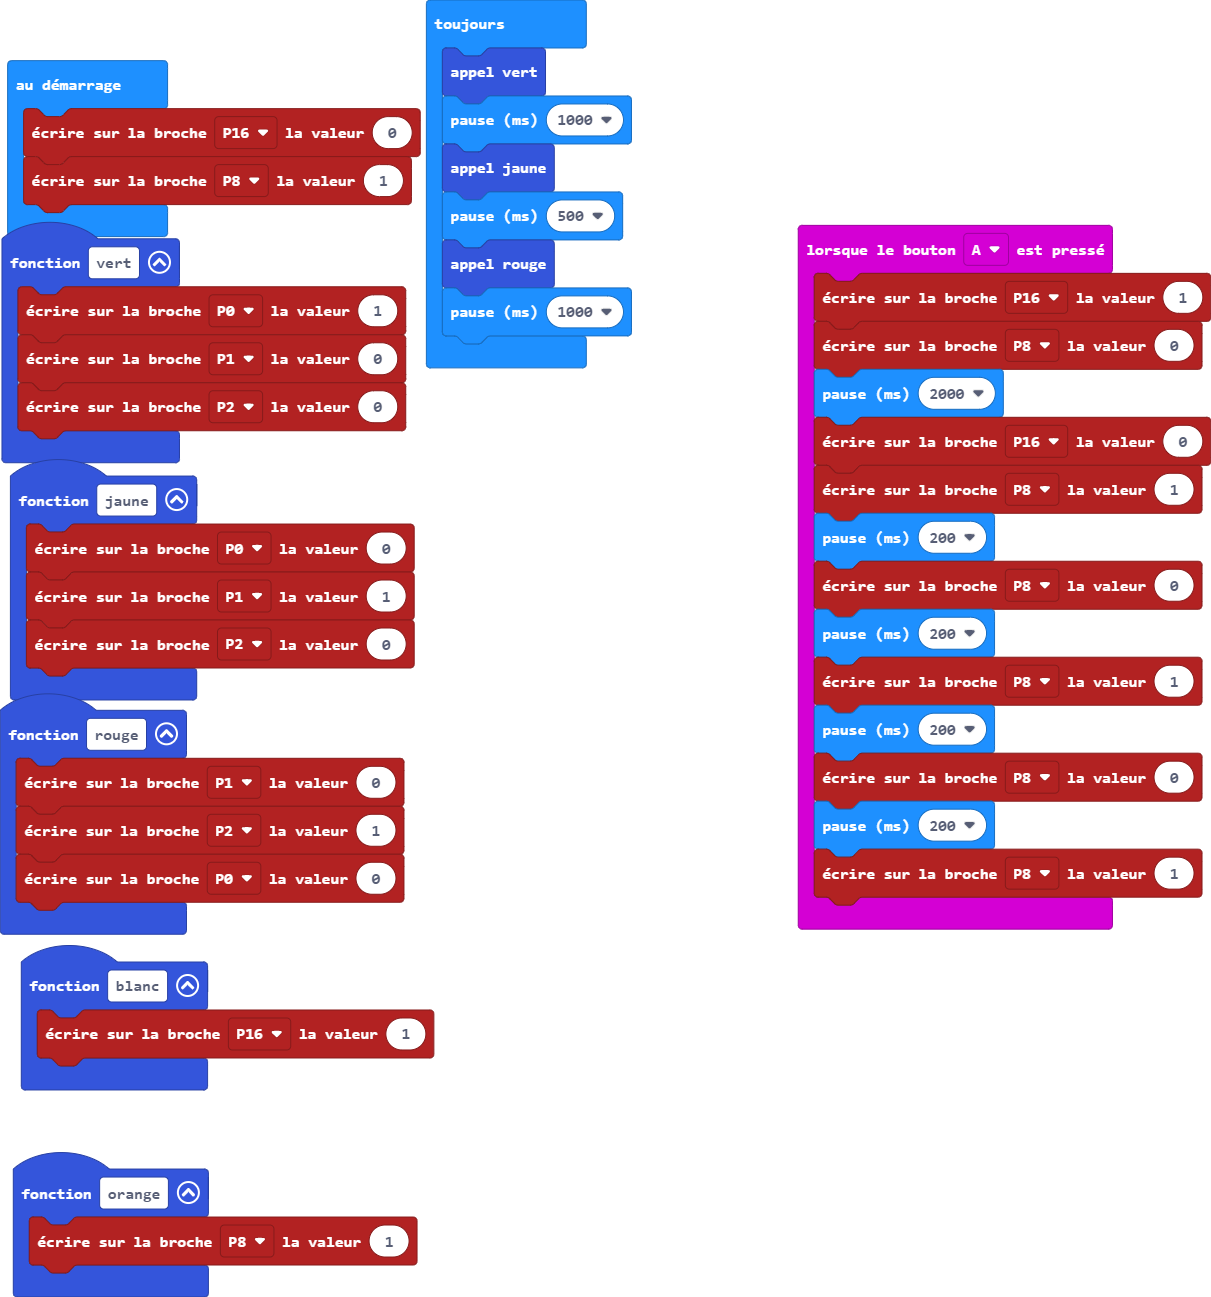 au démarrage
écrire sur la broche P16 la valeur 0
écrire sur la broche P8 la valeur 1
fonction vert
écrire sur la broche P0 la valeur 1
écrire sur la broche P1 la valeur 0
écrire sur la broche P2 la valeur 0
fonction jaune
écrire sur la broche P0 la valeur 0
écrire sur la broche P1 la valeur 1
écrire sur la broche P2 la valeur 0
fonction rouge
écrire sur la broche P1 la valeur 0
écrire sur la broche P2 la valeur 1
écrire sur la broche P0 la valeur 0
fonction blanc
écrire sur la broche P16 la valeur 1
fonction orange
écrire sur la broche P8 la valeur 1
toujours
appel vert
pause (ms) 1000
appel jaune
pause (ms) 500
appel rouge
pause (ms) 1000
lorsque le bouton A est pressé
écrire sur la broche P16 la valeur 1
écrire sur la broche P8 la valeur 0
pause (ms) 2000
écrire sur la broche P16 la valeur 0
écrire sur la broche P8 la valeur 1
pause (ms) 200
écrire sur la broche P8 la valeur 0
pause (ms) 200
écrire sur la broche P8 la valeur 1
pause (ms) 200
écrire sur la broche P8 la valeur 0
pause (ms) 200
écrire sur la broche P8 la valeur 1